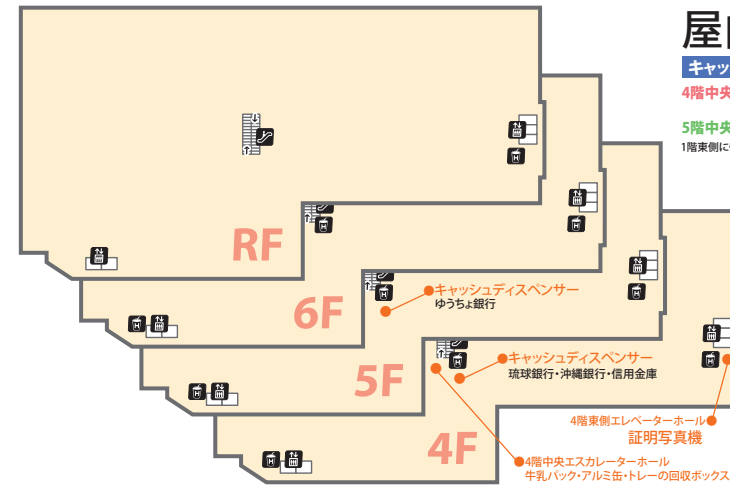 屋
キャッ
4階中央
5階中央
1階東側に
RF
6F
キャッシュディスペンサー
ゆうちょ銀行
5F
キャッシュディスペンサー
琉球銀行・沖縄銀行・信用金庫
4F
4階東側エレベーターホール
証明写真機
4階中央エスカレーターホール
牛乳パック・アルミ缶・トレーの回収ボックス